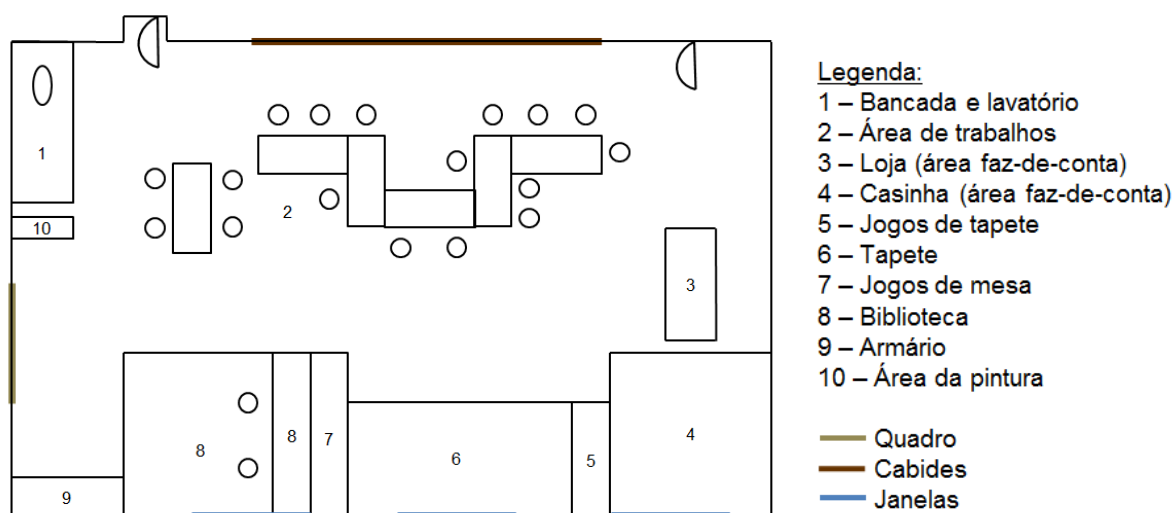 Legenda:
1 – Bancada e lavatório
2 – Área de trabalhos
3 – Loja (área faz-de-conta)
4 – Casinha (área faz-de-conta)
5 – Jogos de tapete
6 – Tapete
7 – Jogos de mesa
8 – Biblioteca
9 – Armário
10 – Área da pintura
Quadro
Cabides
Janelas
1
2
10
3
8
8
7
6
5
4
9